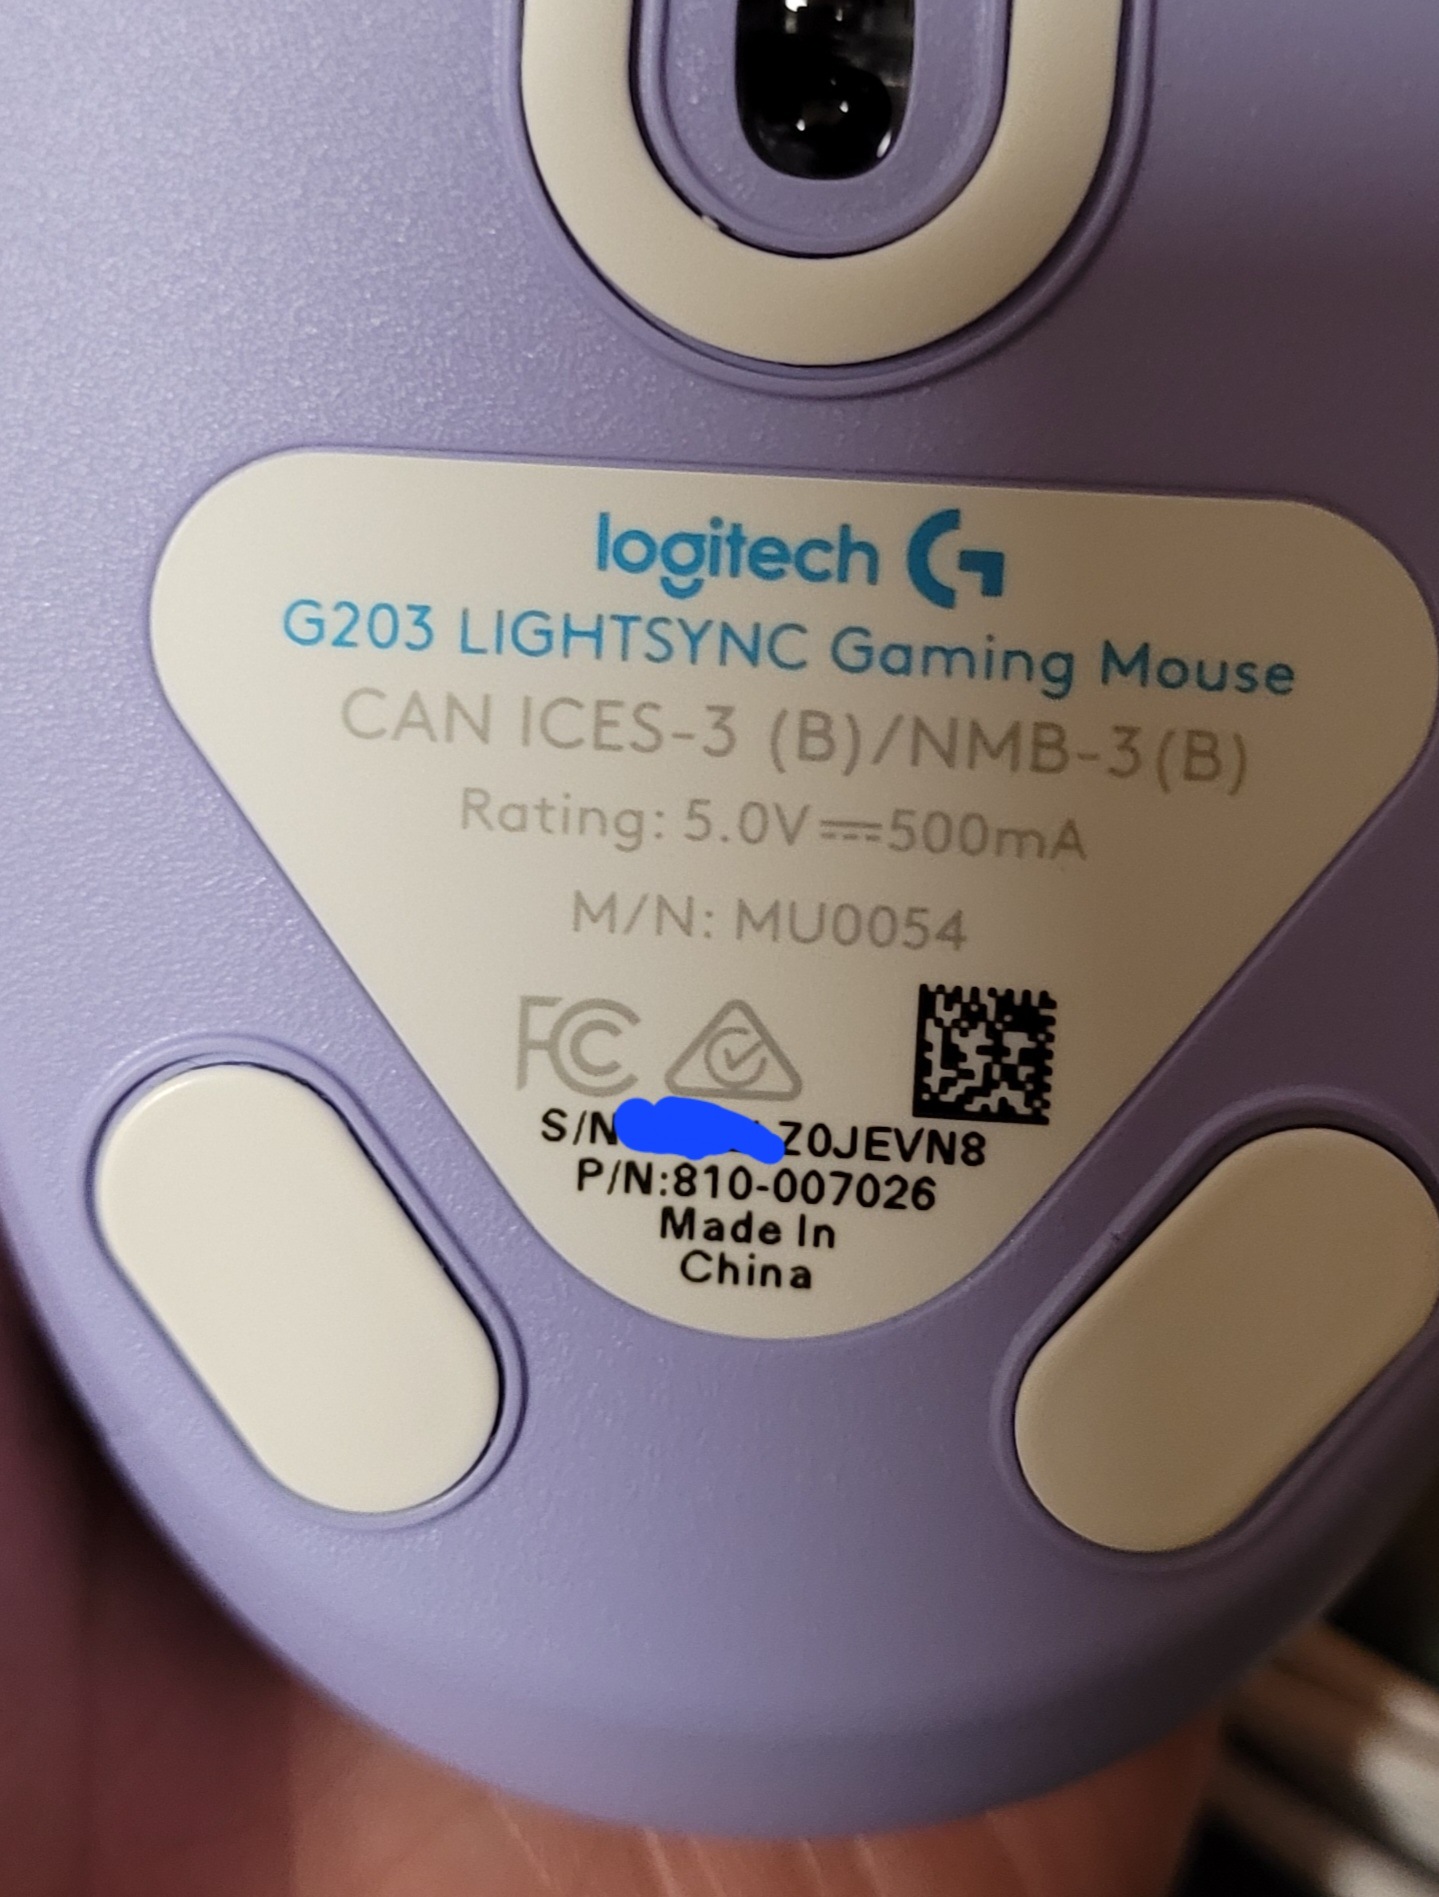 logitech G
G203 LIGHTSYNC Gaming Mouse
CAN ICES-3 (B)/NMB-3(B)
Rating: 5.0V⎓500mA
M/N: MU0054
FC
S/N Z0JEVN8
P/N:810-007026
Made In
China